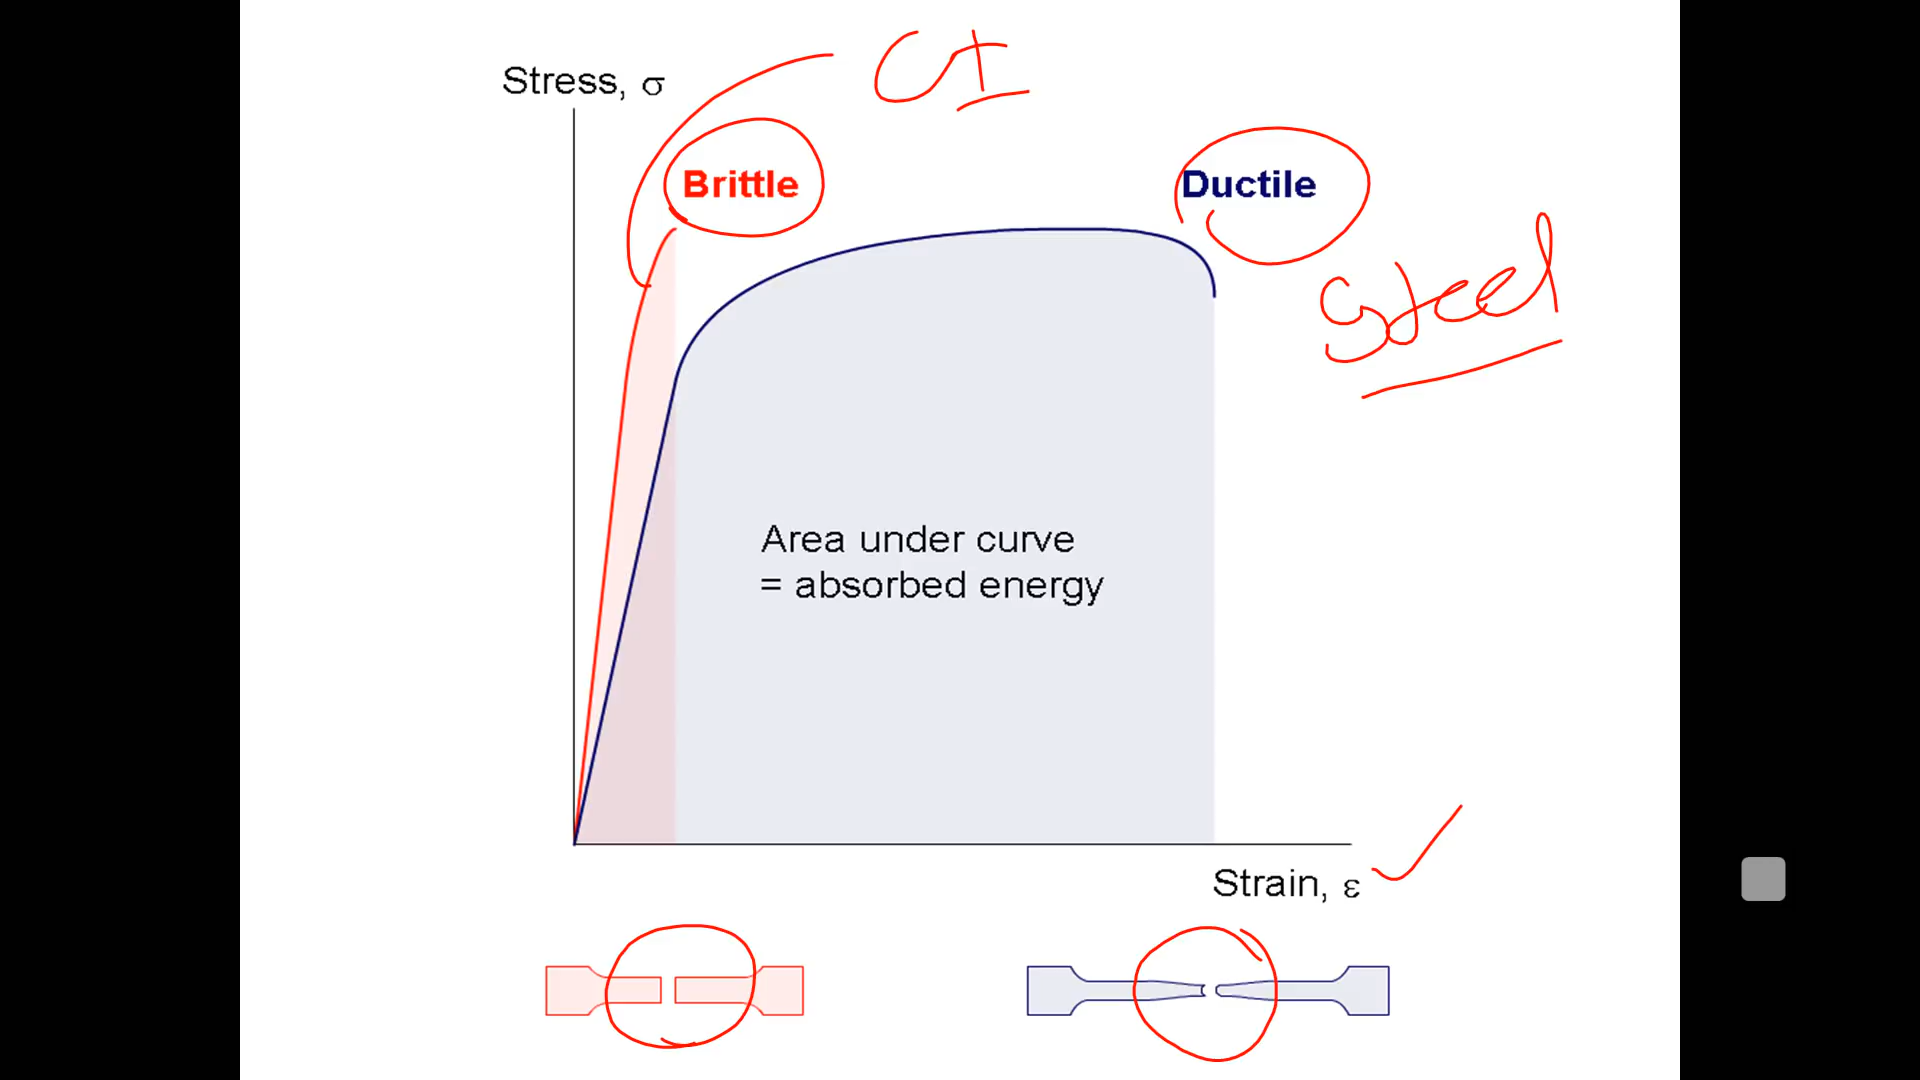 Stress, σ
CI
Brittle
Ductile
Steel
Area under curve
= absorbed energy
Strain, ε